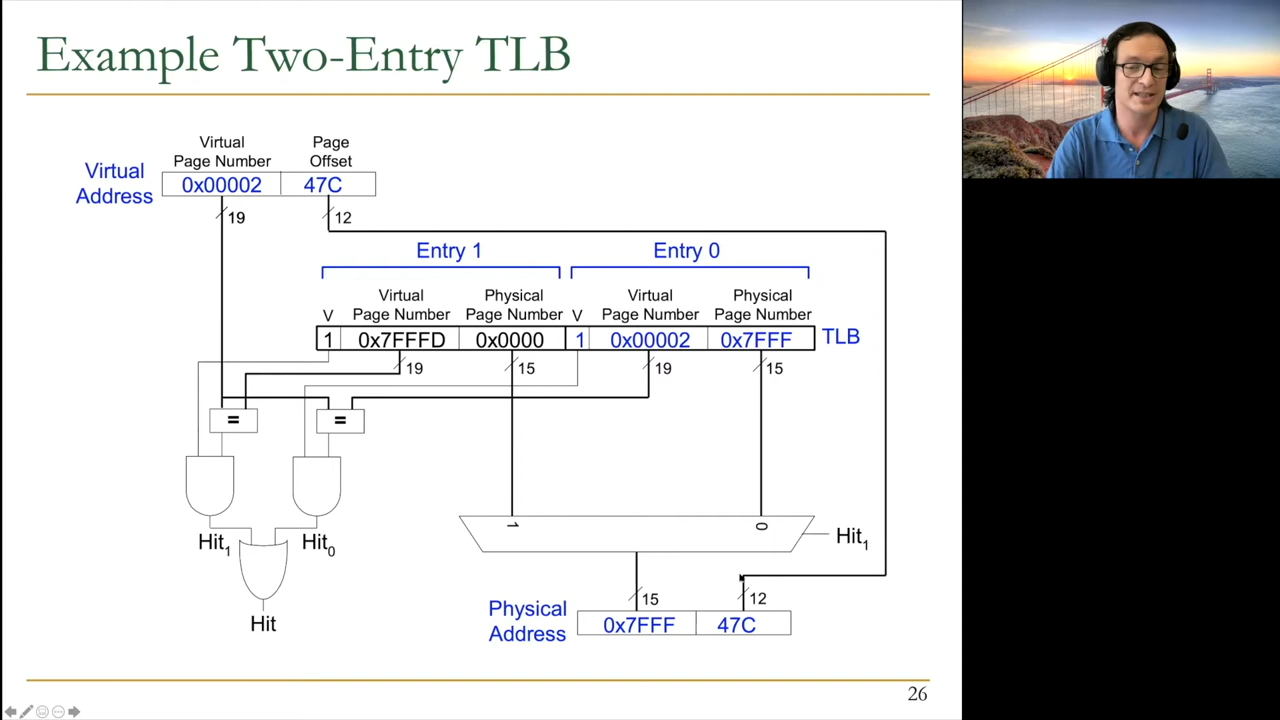 Example Two-Entry TLB
Virtual
Page Number
Page
Offset
Virtual
Address
0x00002
47C
19
12
Entry 1
Entry 0
V
Virtual
Page Number
Physical
Page Number
V
Virtual
Page Number
Physical
Page Number
1
0x7FFFD
0x0000
1
0x00002
0x7FFF
TLB
19
15
19
15
=
=
1
0
Hit1
Hit1
Hit0
Hit
15
12
Physical
Address
0x7FFF
47C
26